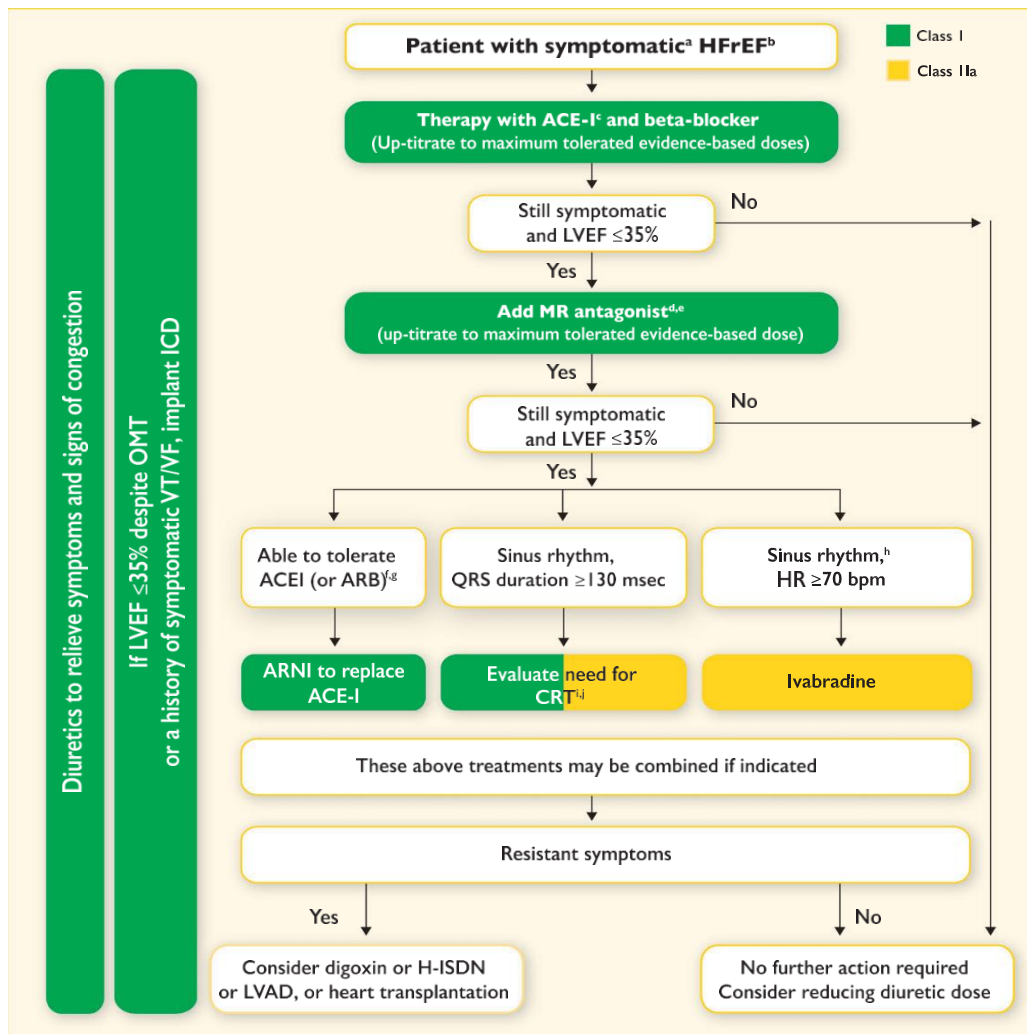 Patient with symptomaticᵃ HFrEFᵇ
Class I
Class IIa
Diuretics to relieve symptoms and signs of congestion
If LVEF ≤35% despite OMT
or a history of symptomatic VT/VF, implant ICD
Therapy with ACE-Iᶜ and beta-blocker
(Up-titrate to maximum tolerated evidence-based doses)
Still symptomatic
and LVEF ≤35%
No
Yes
Add MR antagonistᵈ,ᵉ
(up-titrate to maximum tolerated evidence-based dose)
Yes
Still symptomatic
and LVEF ≤35%
No
Yes
Able to tolerate
ACEI (or ARB)ᶠ,ᵍ
Sinus rhythm,
QRS duration ≥130 msec
Sinus rhythm,ʰ
HR ≥70 bpm
ARNI to replace
ACE-I
Evaluate need for
CRTⁱ,ʲ
Ivabradine
These above treatments may be combined if indicated
Resistant symptoms
Yes
No
Consider digoxin or H-ISDN
or LVAD, or heart transplantation
No further action required
Consider reducing diuretic dose